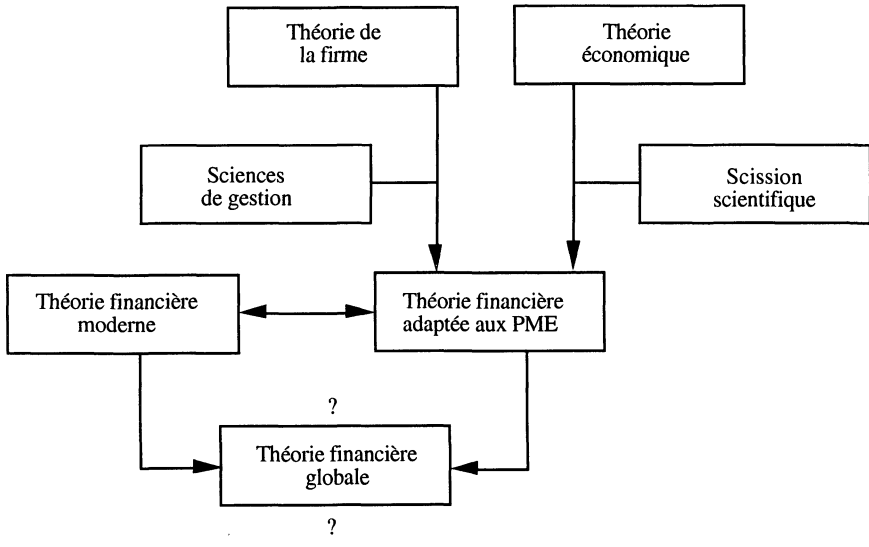 Théorie de
la firme
Théorie
économique
Sciences
de gestion
Scission
scientifique
Théorie financière
moderne
Théorie financière
adaptée aux PME
?
Théorie financière
globale
?